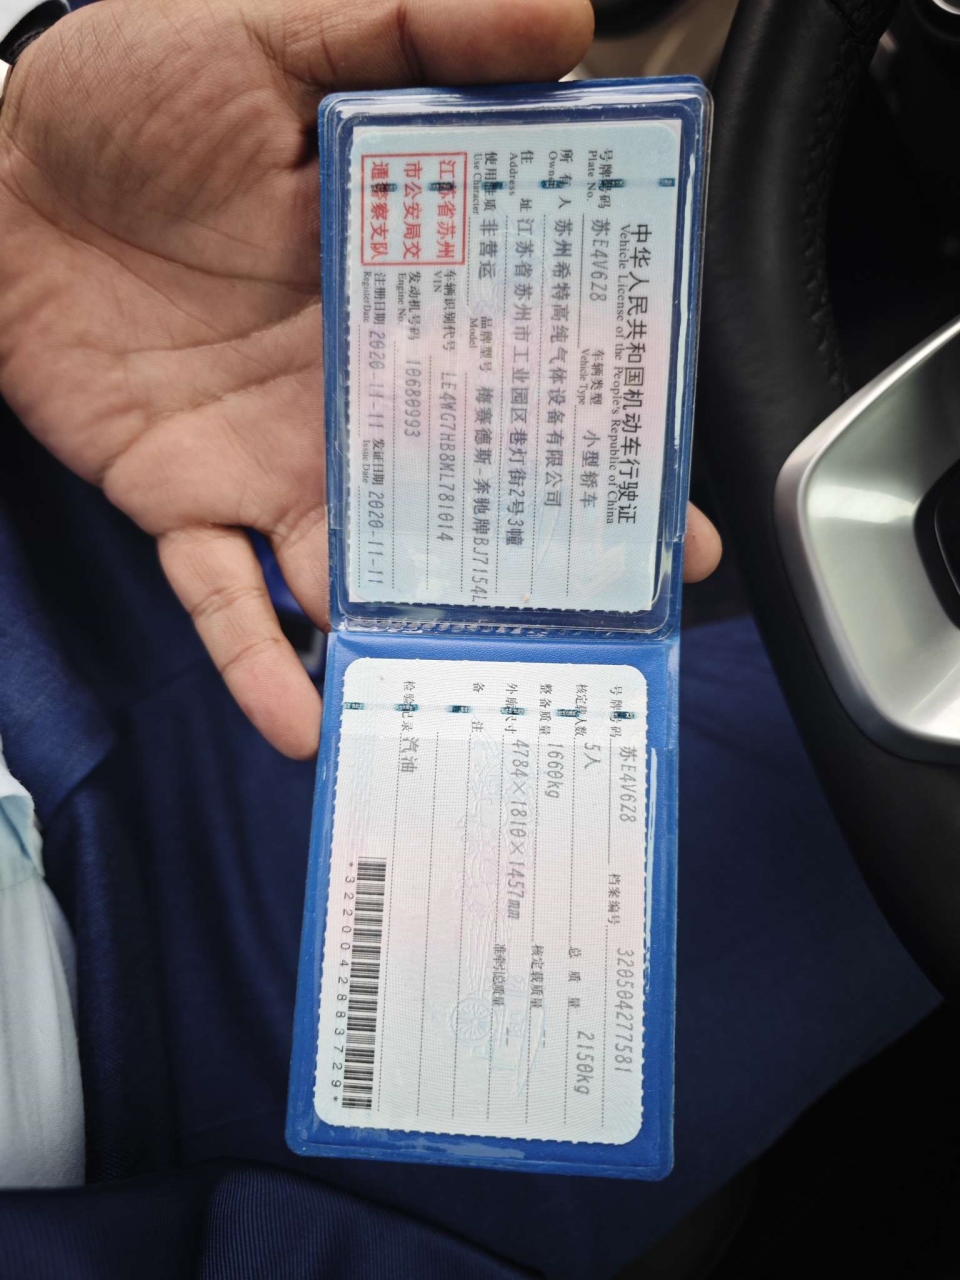 中华人民共和国机动车行驶证
Vehicle License of the People's Republic of China
号牌号码 苏E4V6Z8 车辆类型 小型轿车
Plate No. Vehicle Type
所有人 苏州希特高纯气体设备有限公司
Owner
住址 江苏省苏州市工业园区巷灯街2号3幢
Address
使用性质 非营运 品牌型号 梅赛德斯-奔驰牌BJ7154L
Use Character Model
江苏省苏州
市公安局交
通警察支队
车辆识别代号 LE4WG7HB8ML781014
VIN
发动机号码 10680993
Engine No.
注册日期 2020-11-11 发证日期 2020-11-11
Register Date Issue Date
号牌号码 苏E4V6Z8 档案编号 320504277581
核定载人数 5人 总质量 2150kg
整备质量 1660kg 核定载质量 --
外廓尺寸 4784×1810×1457mm 准牵引总质量 --
备注
检验记录 汽油
*3220042883729*